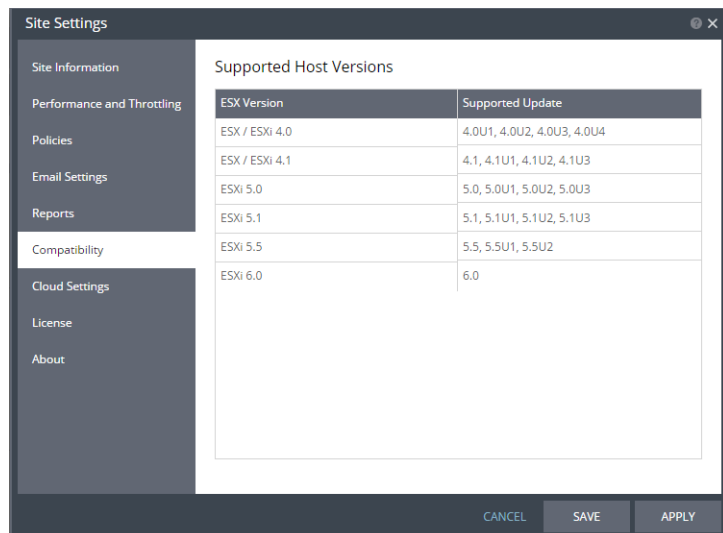 Site Settings
Site Information
Performance and Throttling
Policies
Email Settings
Reports
Compatibility
Cloud Settings
License
About
Supported Host Versions
ESX Version Supported Update
ESX / ESXi 4.0 4.0U1, 4.0U2, 4.0U3, 4.0U4
ESX / ESXi 4.1 4.1, 4.1U1, 4.1U2, 4.1U3
ESXi 5.0 5.0, 5.0U1, 5.0U2, 5.0U3
ESXi 5.1 5.1, 5.1U1, 5.1U2, 5.1U3
ESXi 5.5 5.5, 5.5U1, 5.5U2
ESXi 6.0 6.0
CANCEL SAVE APPLY